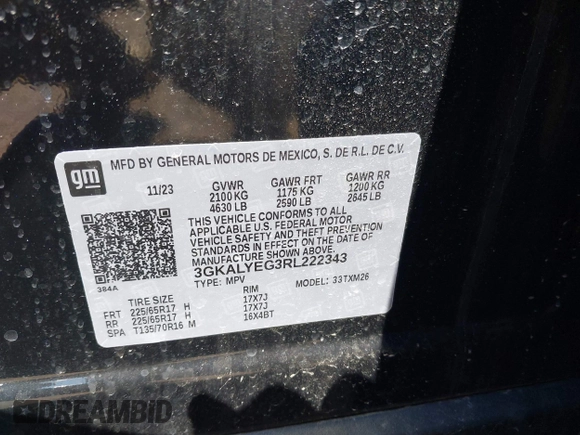 gm
MFD BY GENERAL MOTORS DE MEXICO, S. DE R.L. DE C.V.
11/23 GVWR GAWR FRT GAWR RR
2100 KG 1175 KG 1200 KG
4630 LB 2590 LB 2645 LB
THIS VEHICLE CONFORMS TO ALL
APPLICABLE U.S. FEDERAL MOTOR
VEHICLE SAFETY AND THEFT PREVENTION
STANDARDS IN EFFECT ON THE DATE OF
MANUFACTURE SHOWN ABOVE.
3GKALYEG3RL222343
384A TYPE: MPV MODEL: 33TXM26
TIRE SIZE RIM
FRT 225/65R17 H 17X7J
RR 225/65R17 H 17X7J
SPA T135/70R16 M 16X4BT
DREAMBID